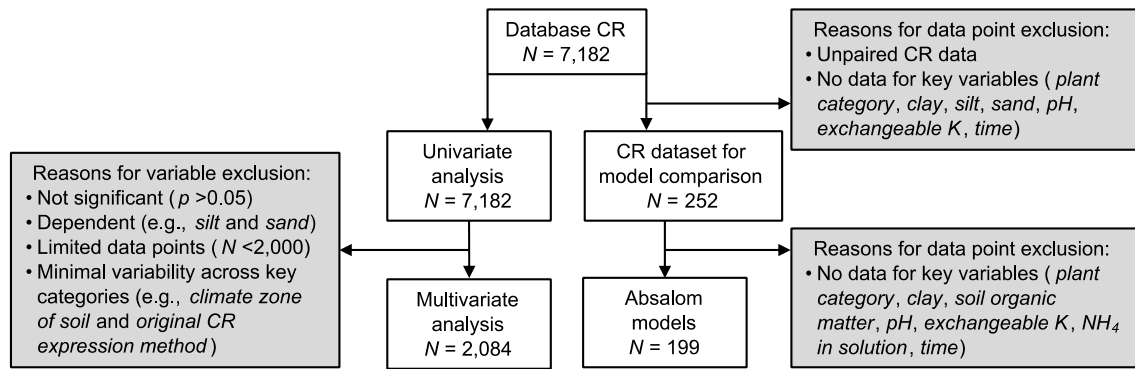 Database CR
N = 7,182
Reasons for data point exclusion:
• Unpaired CR data
• No data for key variables ( plant
category, clay, silt, sand, pH,
exchangeable K, time)
Univariate
analysis
N = 7,182
CR dataset for
model comparison
N = 252
Reasons for variable exclusion:
• Not significant ( p >0.05)
• Dependent (e.g., silt and sand)
• Limited data points ( N <2,000)
• Minimal variability across key
categories (e.g., climate zone
of soil and original CR
expression method)
Multivariate
analysis
N = 2,084
Absalom
models
N = 199
Reasons for data point exclusion:
• No data for key variables ( plant
category, clay, soil organic
matter, pH, exchangeable K, NH4
in solution, time)